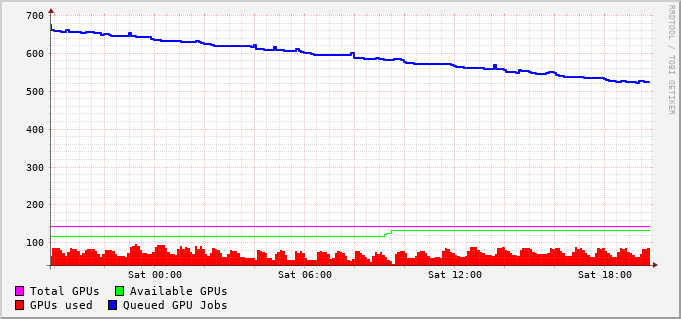 700
600
500
400
300
200
100
Sat 00:00 Sat 06:00 Sat 12:00 Sat 18:00
Total GPUs Available GPUs
GPUs used Queued GPU Jobs
RRDTOOL / TOBI OETIKER